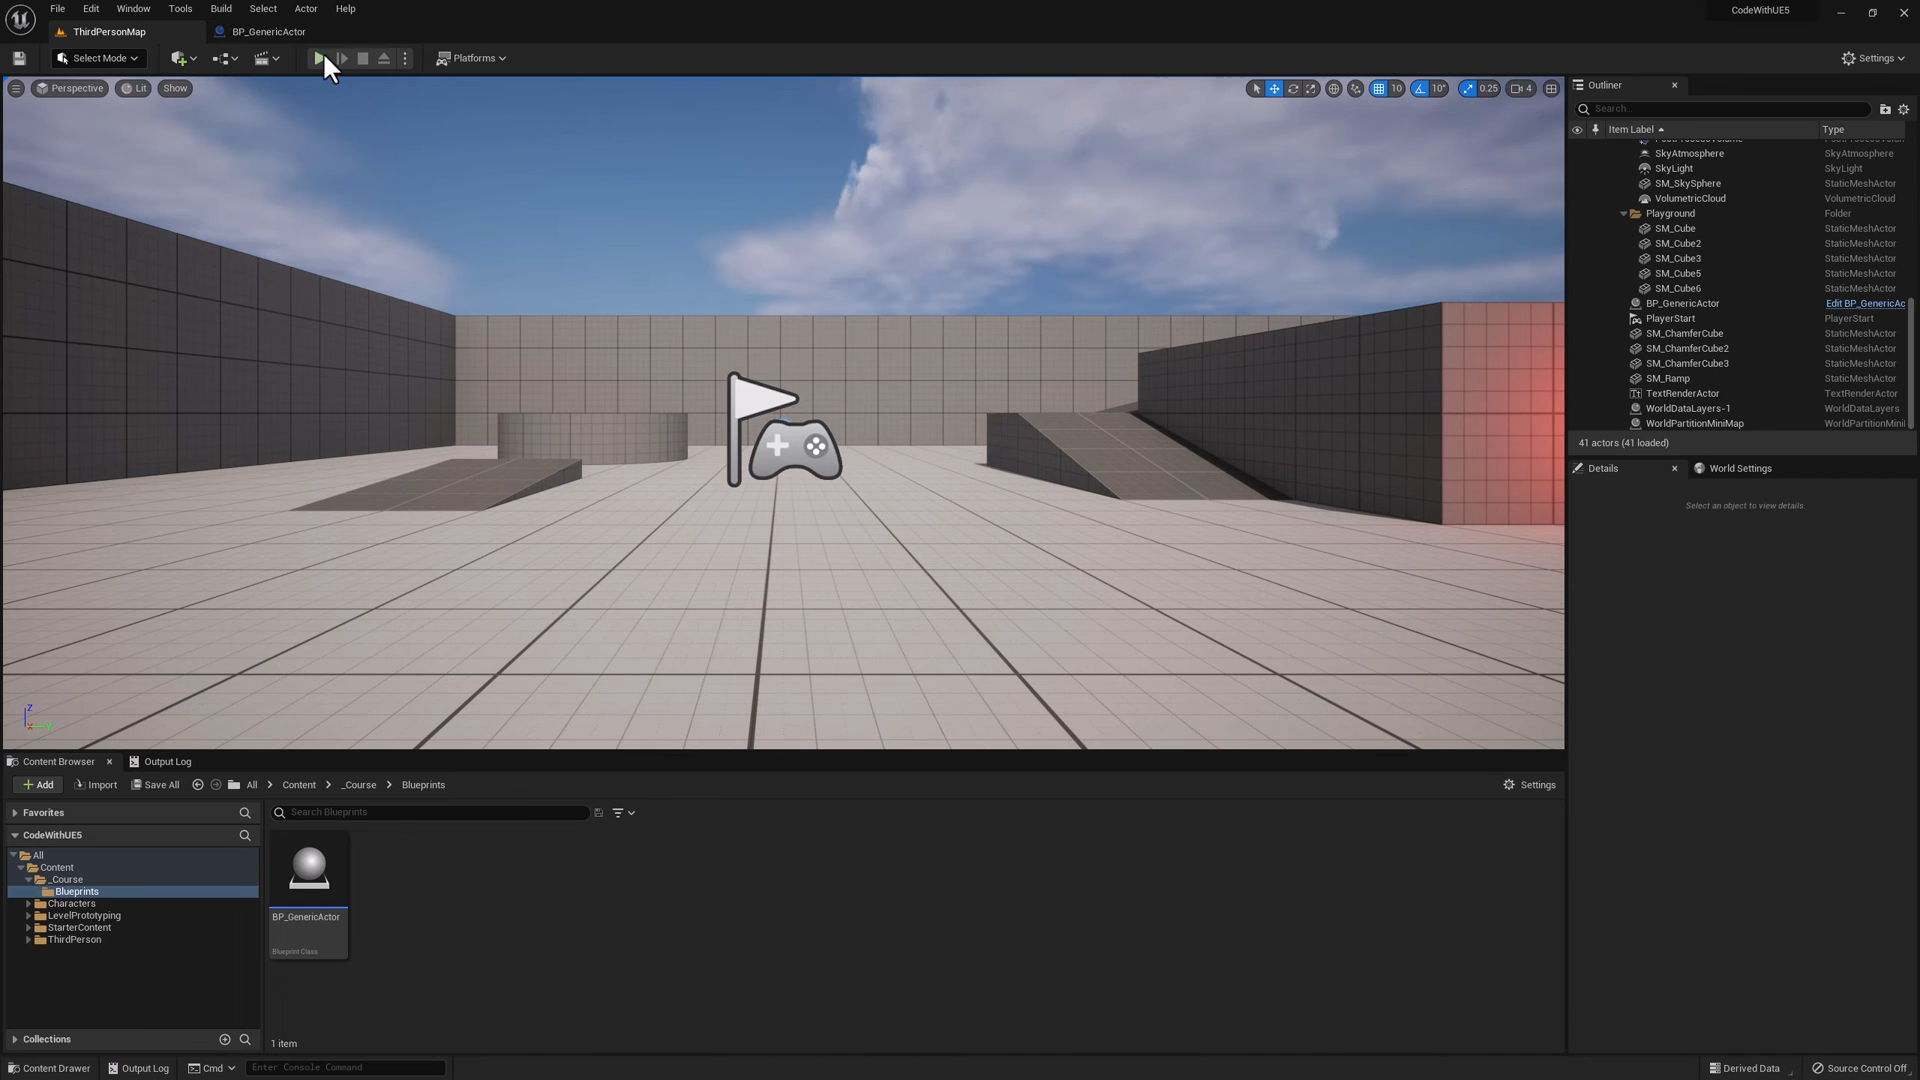 File Edit Window Tools Build Select Actor Help
CodeWithUE5
ThirdPersonMap
BP_GenericActor
Select Mode
Platforms
Settings
Perspective
Lit
Show
10
10°
0.25
4
Outliner
Search...
Item Label
Type
SkyAtmosphere SkyAtmosphere
SkyLight SkyLight
SM_SkySphere StaticMeshActor
VolumetricCloud VolumetricCloud
Playground Folder
SM_Cube StaticMeshActor
SM_Cube2 StaticMeshActor
SM_Cube3 StaticMeshActor
SM_Cube5 StaticMeshActor
SM_Cube6 StaticMeshActor
BP_GenericActor Edit BP_GenericAc
PlayerStart PlayerStart
SM_ChamferCube StaticMeshActor
SM_ChamferCube2 StaticMeshActor
SM_ChamferCube3 StaticMeshActor
SM_Ramp StaticMeshActor
TextRenderActor TextRenderActor
WorldDataLayers-1 WorldDataLayers
WorldPartitionMiniMap WorldPartitionMini
41 actors (41 loaded)
Details
World Settings
Select an object to view details.
Z
Content Browser
Output Log
Add
Import
Save All
All
Content
_Course
Blueprints
Settings
Favorites
Search Blueprints
CodeWithUE5
All
Content
_Course
Blueprints
Characters
LevelPrototyping
StarterContent
ThirdPerson
BP_GenericActor
Blueprint Class
Collections
1 item
Content Drawer
Output Log
Cmd
Enter Console Command
Derived Data
Source Control Off